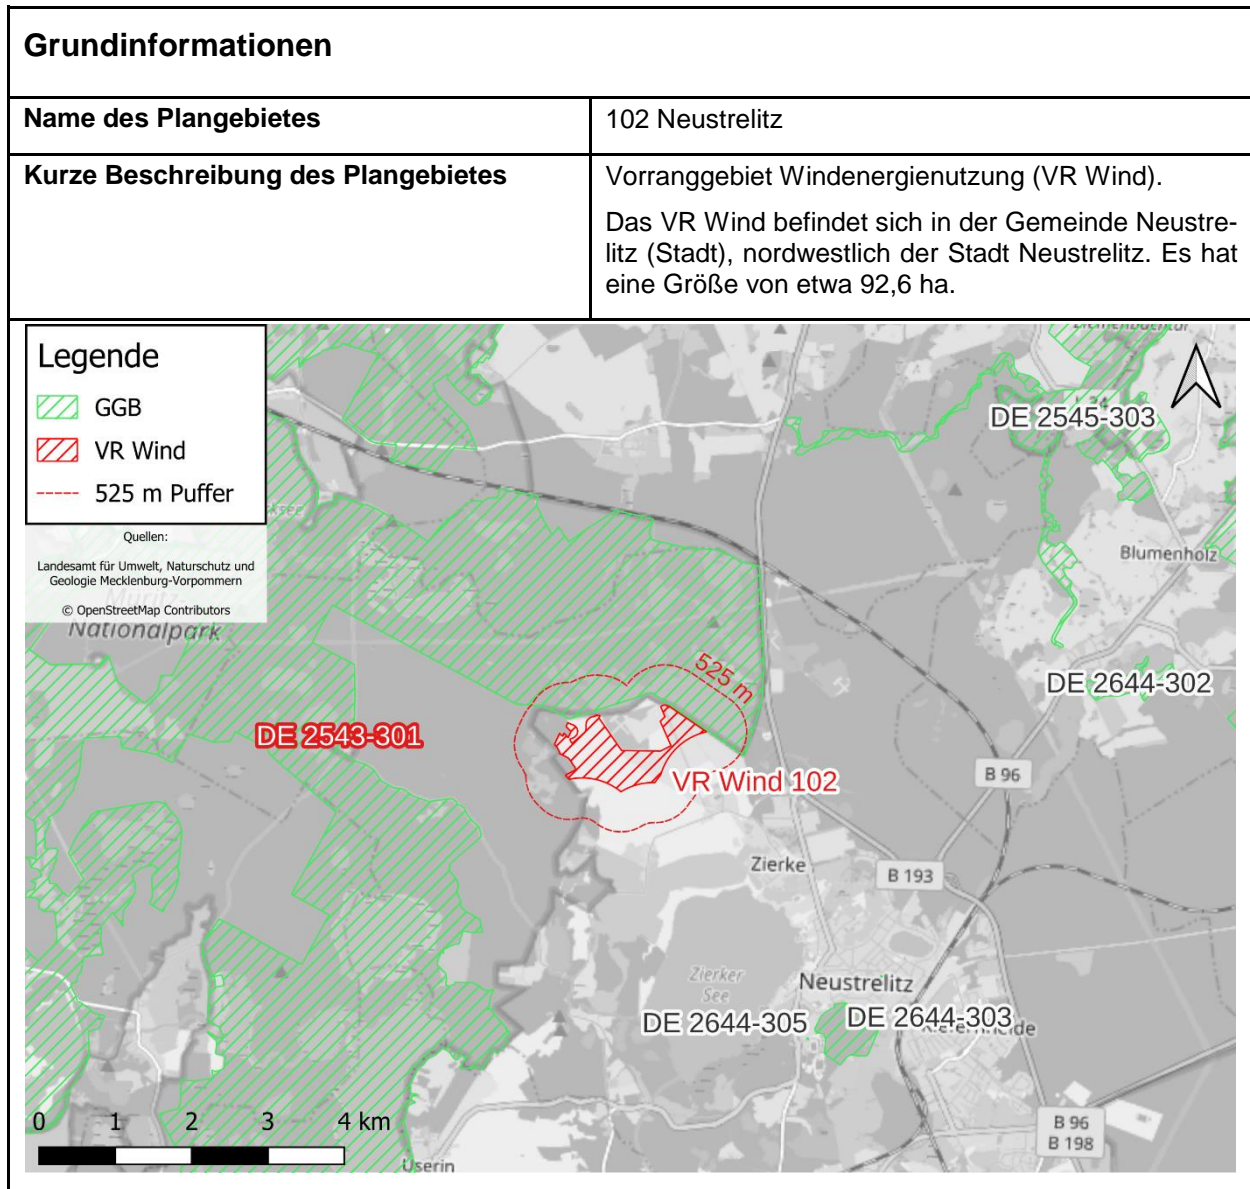 Grundinformationen
Name des Plangebietes
102 Neustrelitz
Kurze Beschreibung des Plangebietes
Vorranggebiet Windenergienutzung (VR Wind).
Das VR Wind befindet sich in der Gemeinde Neustre-
litz (Stadt), nordwestlich der Stadt Neustrelitz. Es hat
eine Größe von etwa 92,6 ha.
Legende
GGB
VR Wind
525 m Puffer
Quellen:
Landesamt für Umwelt, Naturschutz und
Geologie Mecklenburg-Vorpommern
© OpenStreetMap Contributors
Müritz-
Nationalpark
DE 2545-303
Blumenholz
DE 2644-302
525 m
DE 2543-301
VR Wind 102
B 96
Zierke
B 193
Zierker
See
Neustrelitz
DE 2644-305
DE 2644-303
0 1 2 3 4 km
B 96
B 198
Userin